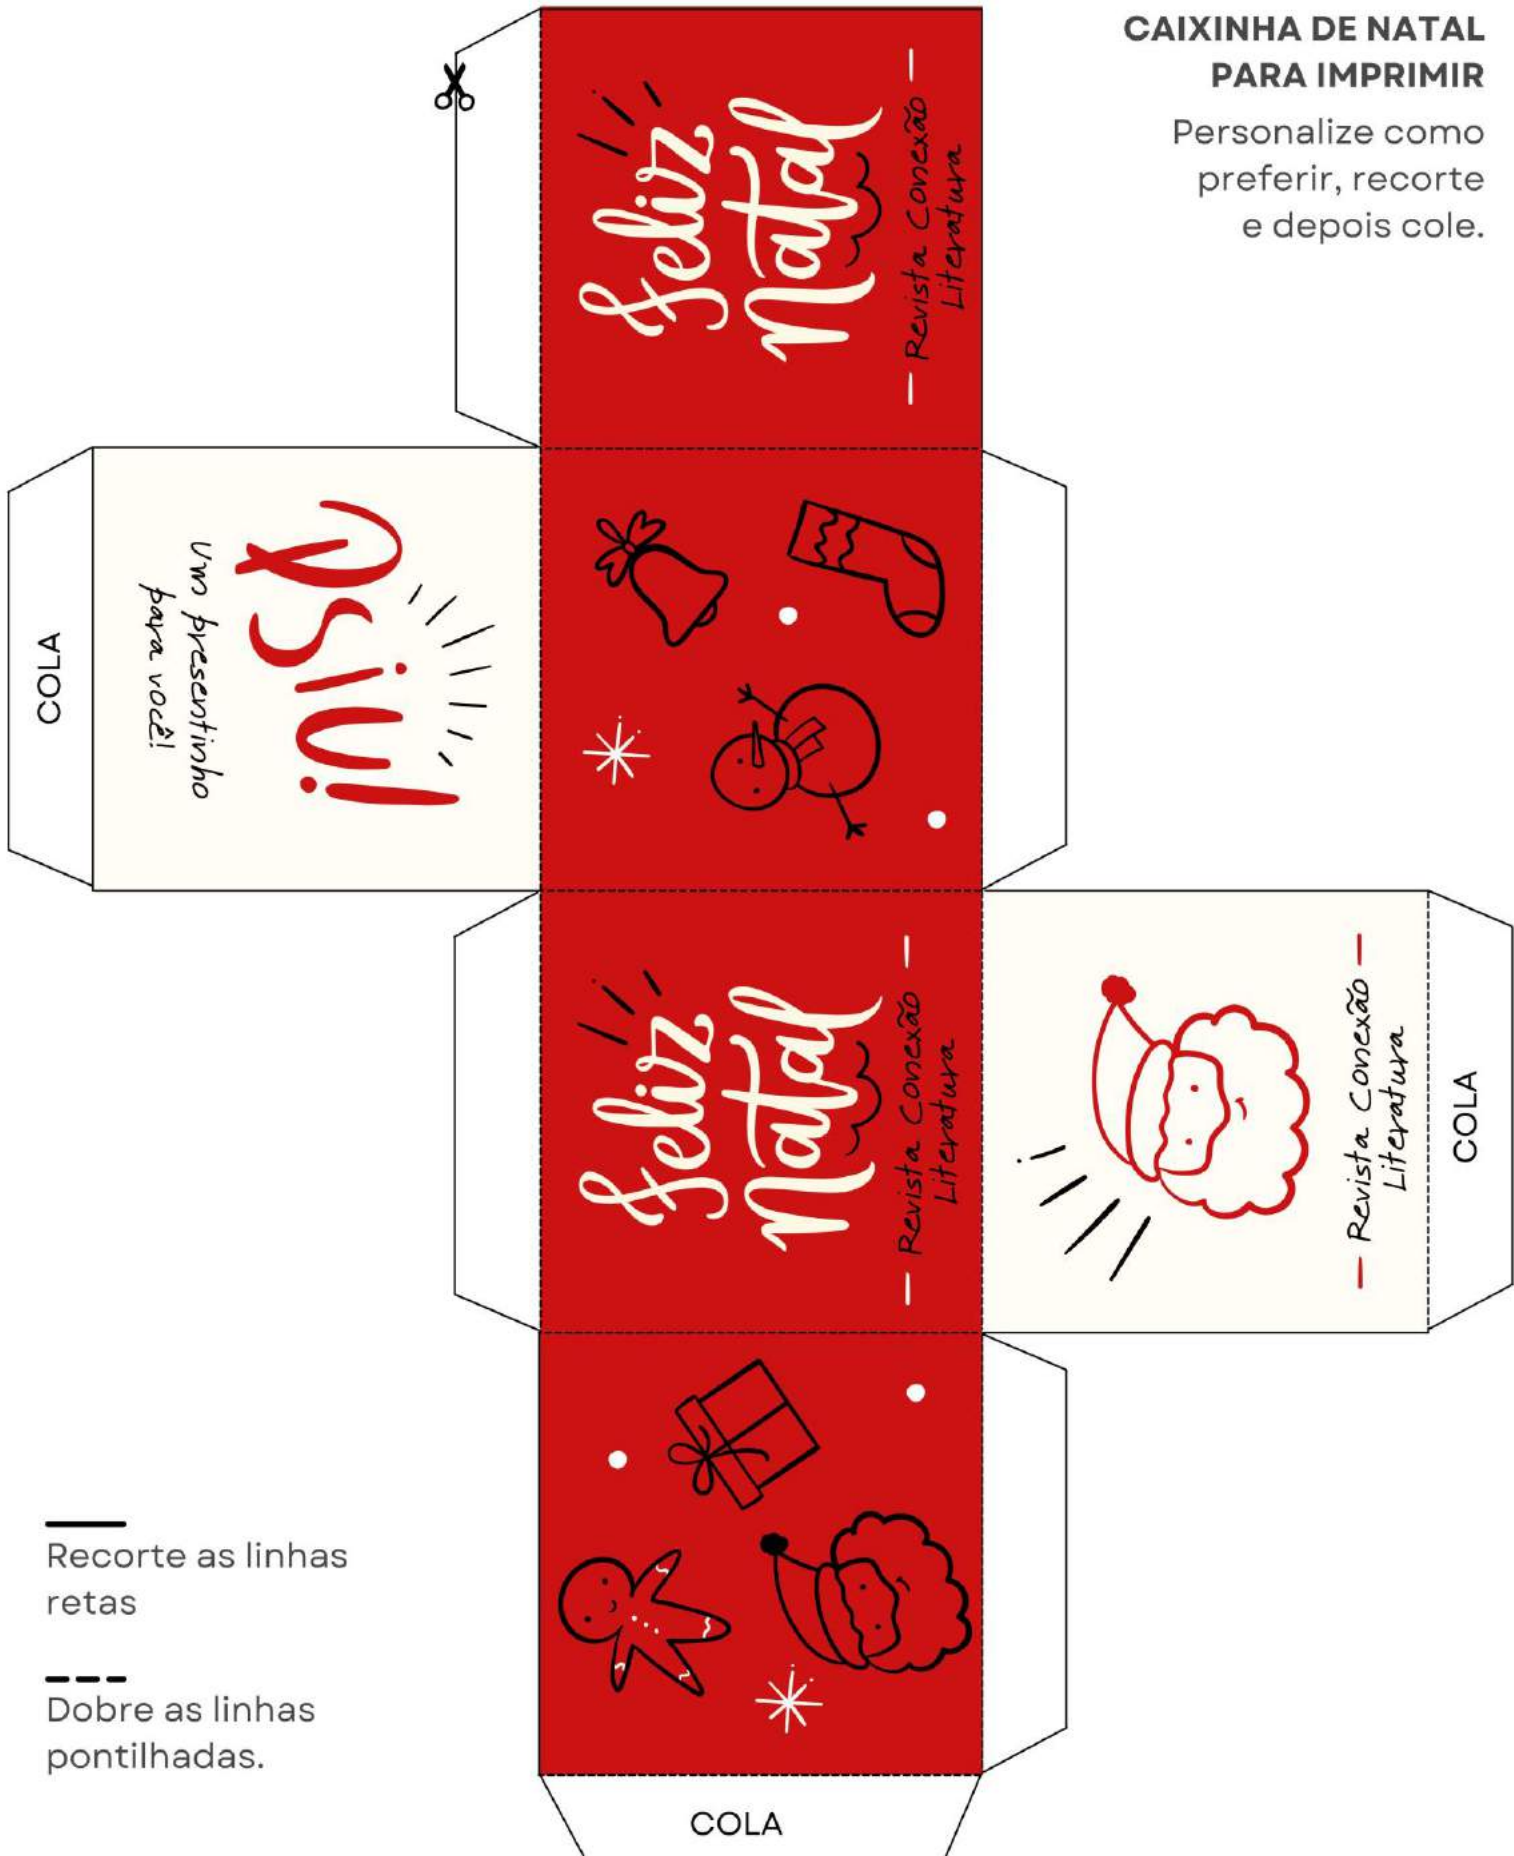 CAIXINHA DE NATAL
PARA IMPRIMIR
Personalize como
preferir, recorte
e depois cole.
Feliz
Natal
Revista Conexão
Literatura
COLA
Psiu!
Um presentinho
para você!
Feliz
Natal
Revista Conexão
Literatura
Revista Conexão
Literatura
COLA
Recorte as linhas
retas
Dobre as linhas
pontilhadas.
COLA